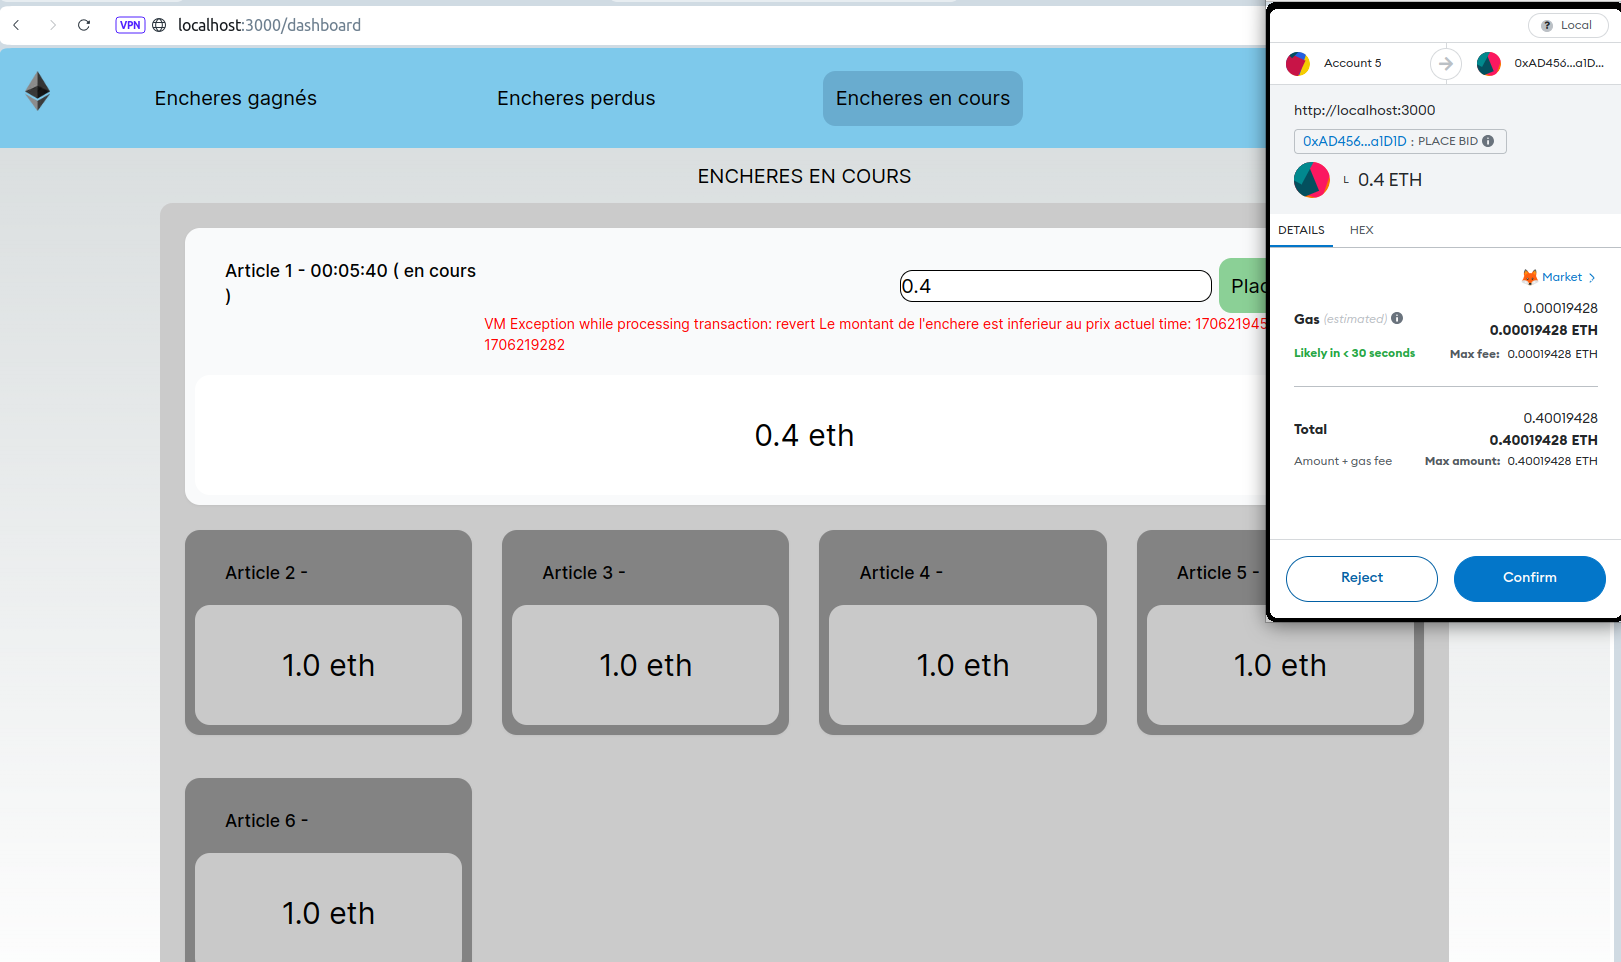 VPN localhost:3000/dashboard
Encheres gagnés
Encheres perdus
Encheres en cours
ENCHERES EN COURS
Article 1 - 00:05:40 ( en cours
)
0.4
VM Exception while processing transaction: revert Le montant de l'enchere est inferieur au prix actuel time:
1706219282
0.4 eth
Article 2 -
1.0 eth
Article 3 -
1.0 eth
Article 4 -
1.0 eth
Article 5 -
1.0 eth
Article 6 -
1.0 eth
? Local
Account 5
0xAD456...a1D...
http://localhost:3000
0xAD456...a1D1D : PLACE BID
L 0.4 ETH
DETAILS
HEX
Market
Gas (estimated)
0.00019428
0.00019428 ETH
Likely in < 30 seconds
Max fee: 0.00019428 ETH
Total
0.40019428
0.40019428 ETH
Amount + gas fee
Max amount: 0.40019428 ETH
Reject
Confirm